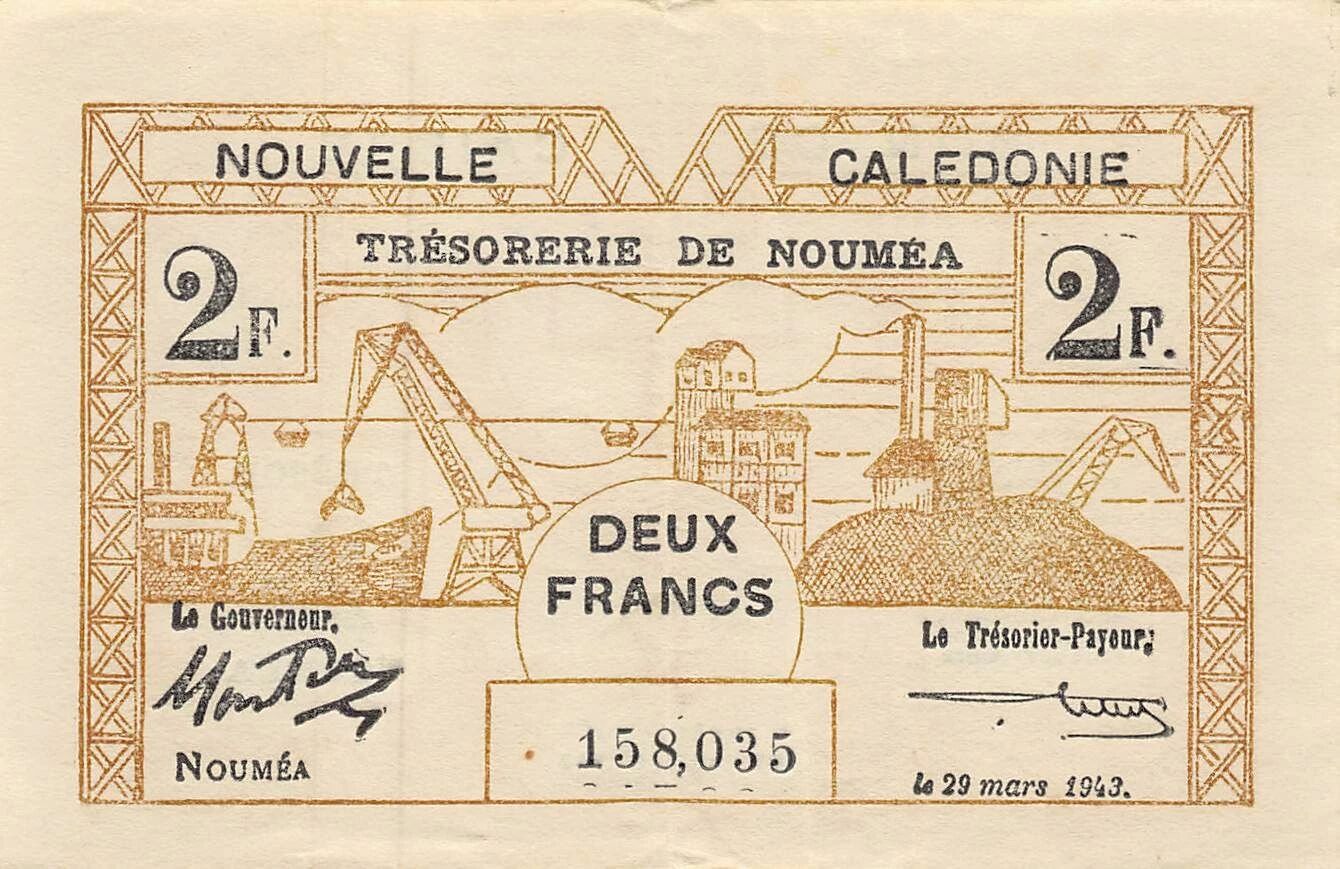 NOUVELLE CALEDONIE
TRÉSORERIE DE NOUMÉA
2F. 2F.
DEUX
FRANCS
Le Gouverneur,
Le Trésorier-Payeur;
158,035
NOUMÉA
le 29 mars 1943.